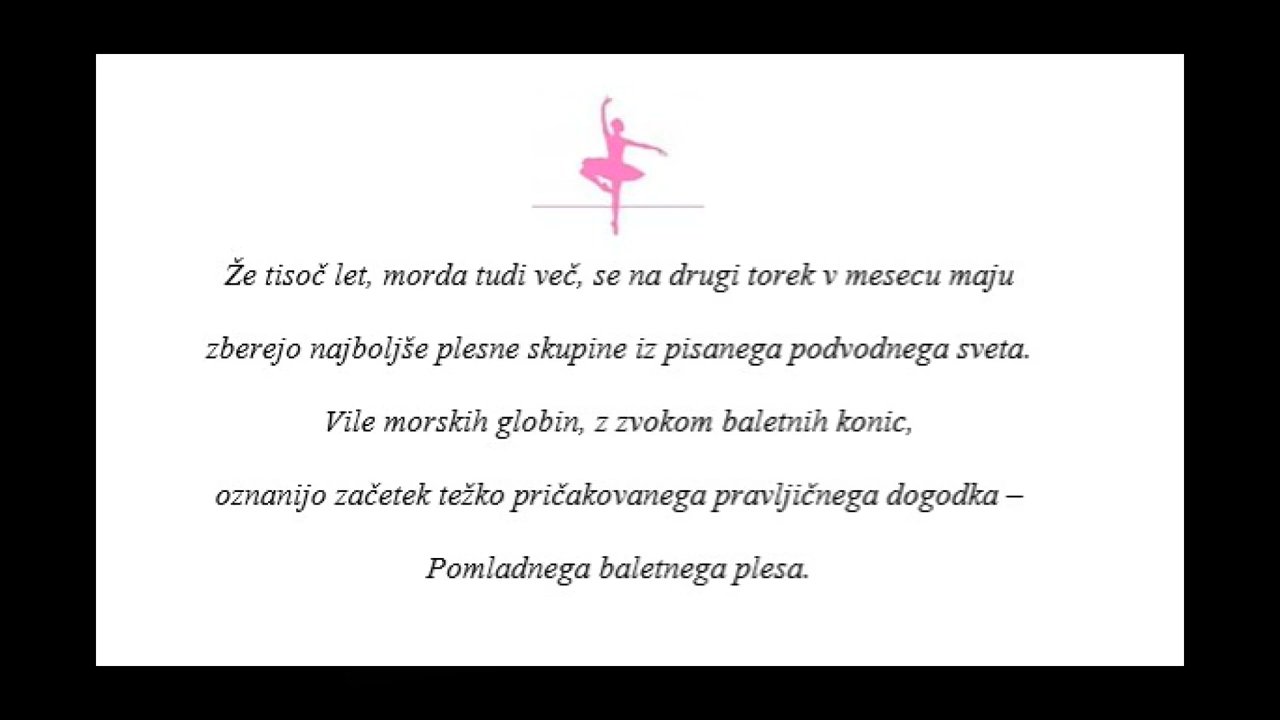 Že tisoč let, morda tudi več, se na drugi torek v mesecu maju
zberejo najboljše plesne skupine iz pisanega podvodnega sveta.
Vile morskih globin, z zvokom baletnih konic,
oznanijo začetek težko pričakovanega pravljičnega dogodka –
Pomladnega baletnega plesa.